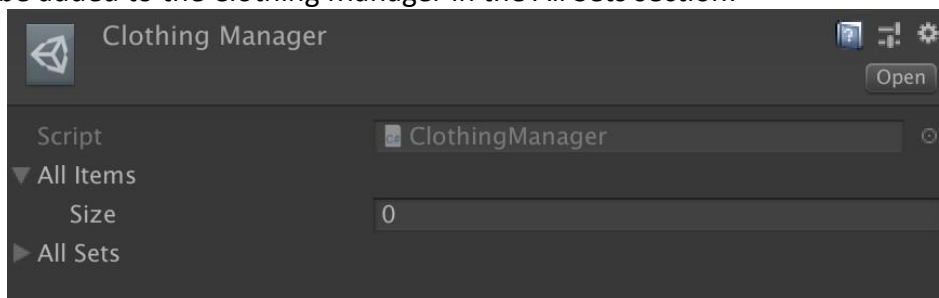 be added to the Clothing Manager in the All Sets section.
Clothing Manager
Open
Script ClothingManager
All Items
Size 0
All Sets